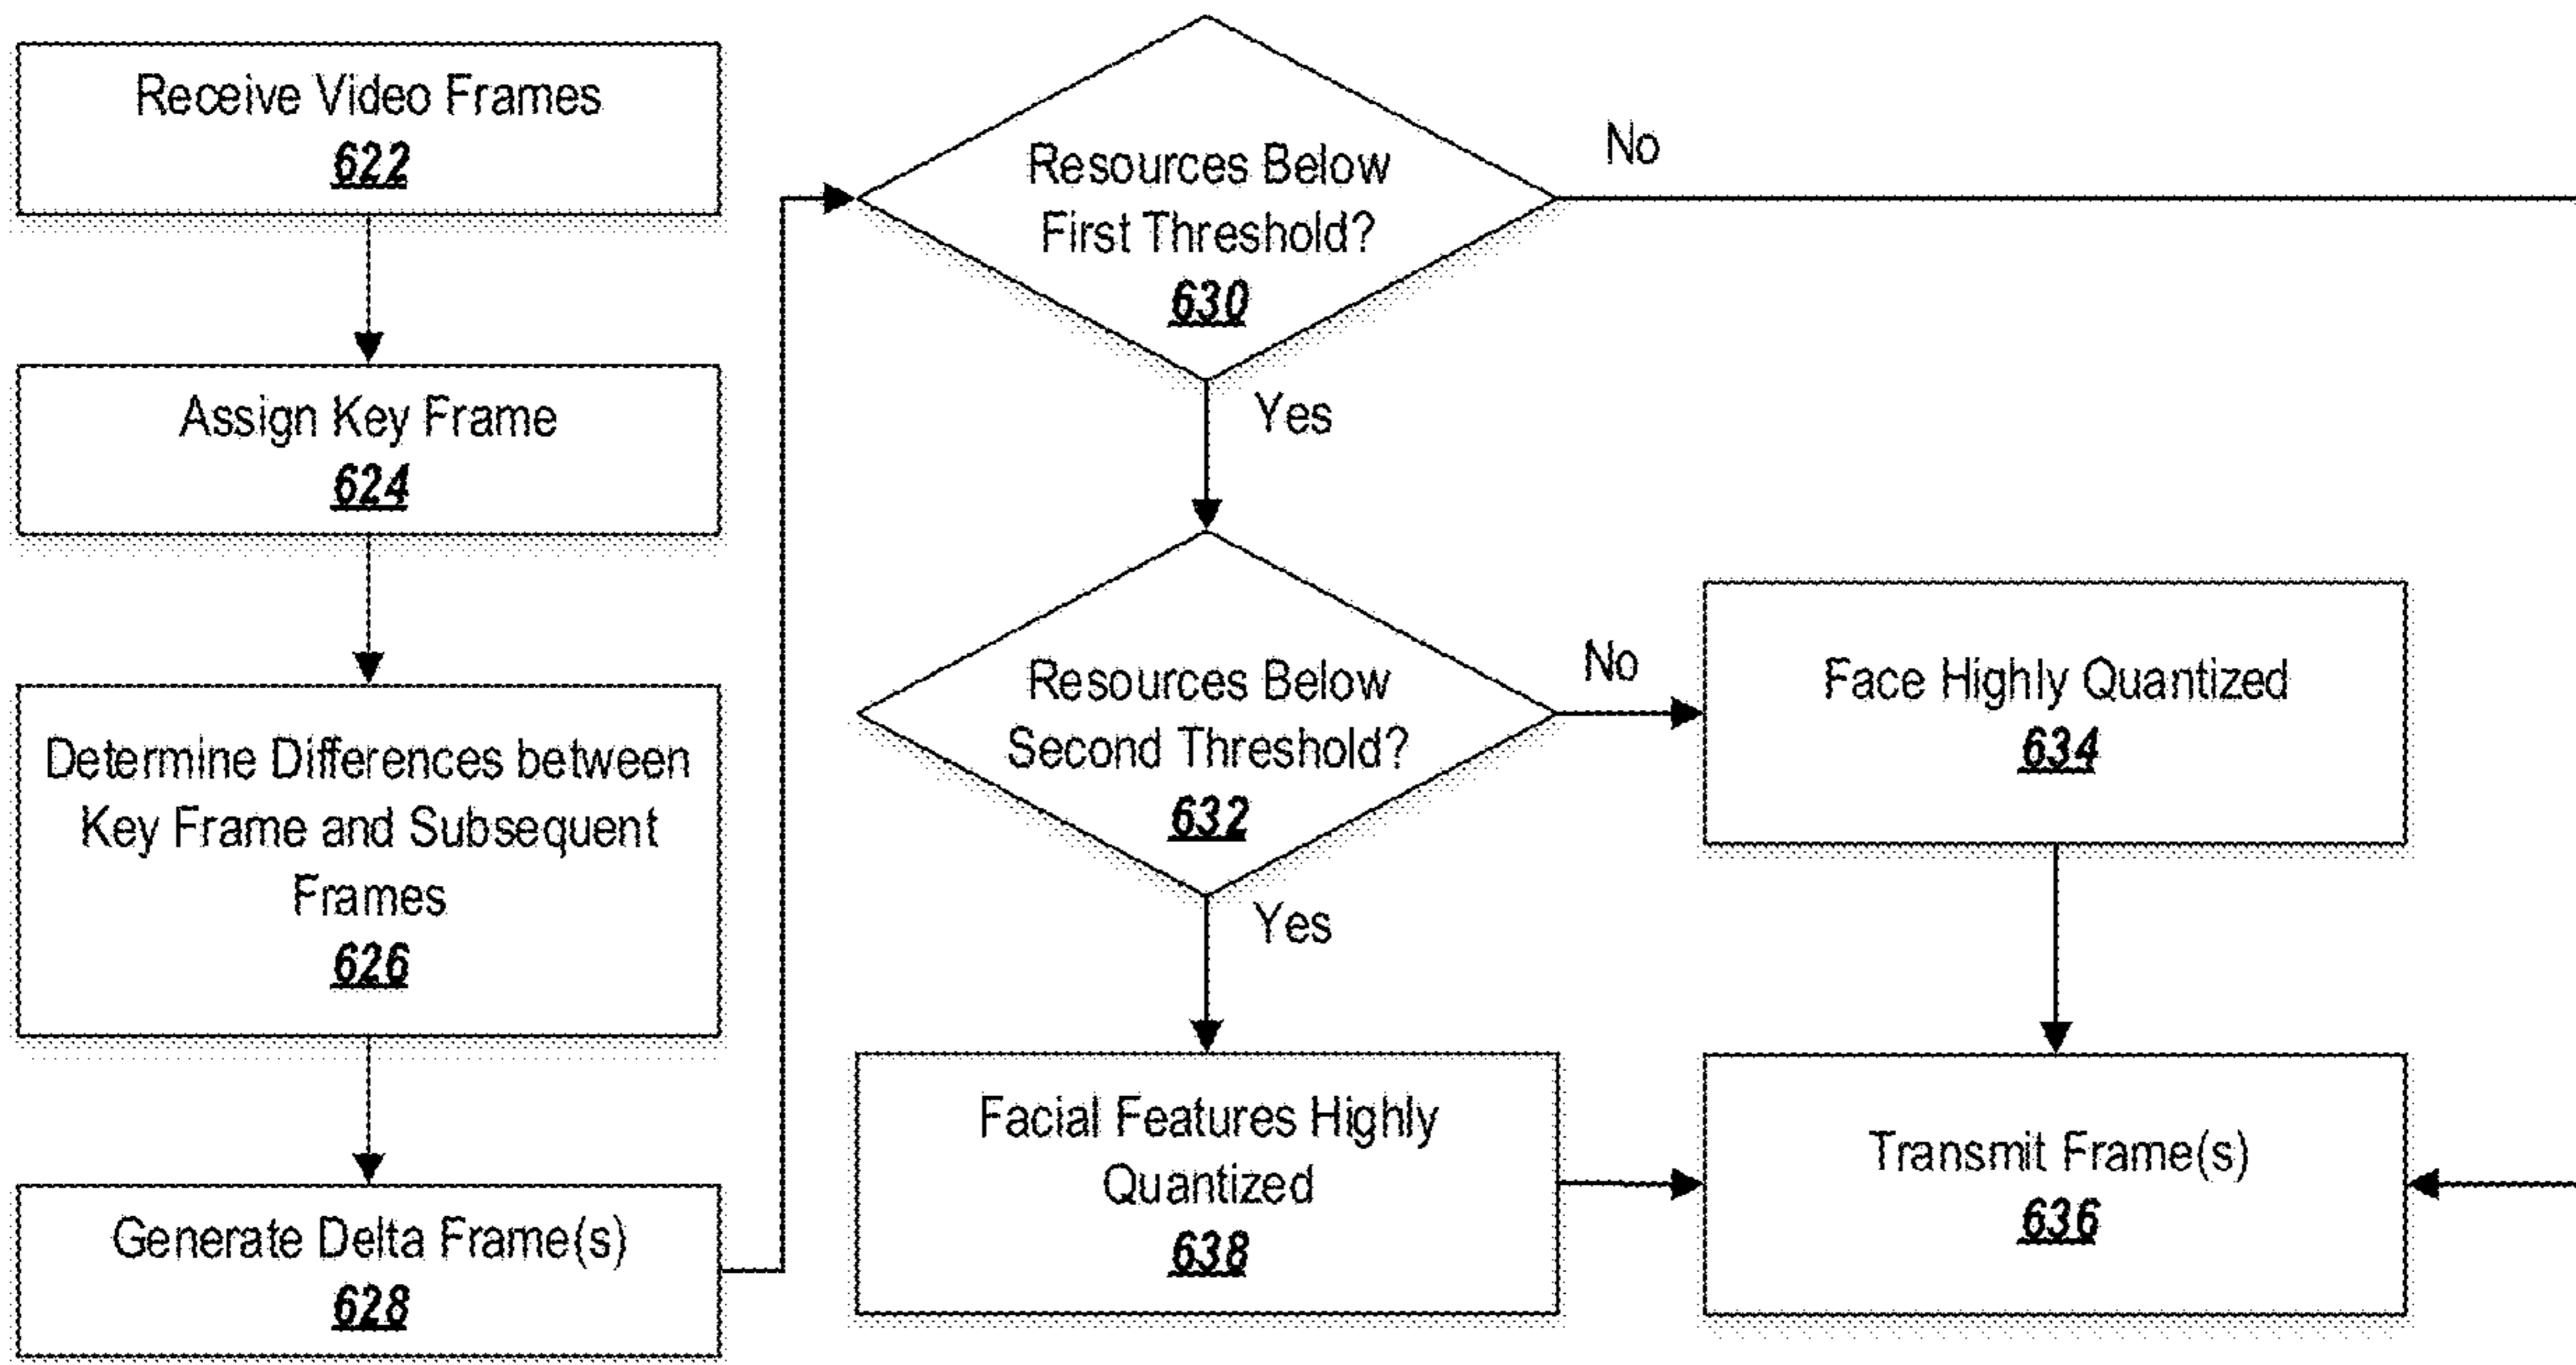 Receive Video Frames
622
Assign Key Frame
624
Determine Differences between
Key Frame and Subsequent
Frames
626
Generate Delta Frame(s)
628
Resources Below
First Threshold?
630
No
Yes
Resources Below
Second Threshold?
632
No
Yes
Face Highly Quantized
634
Facial Features Highly
Quantized
638
Transmit Frame(s)
636